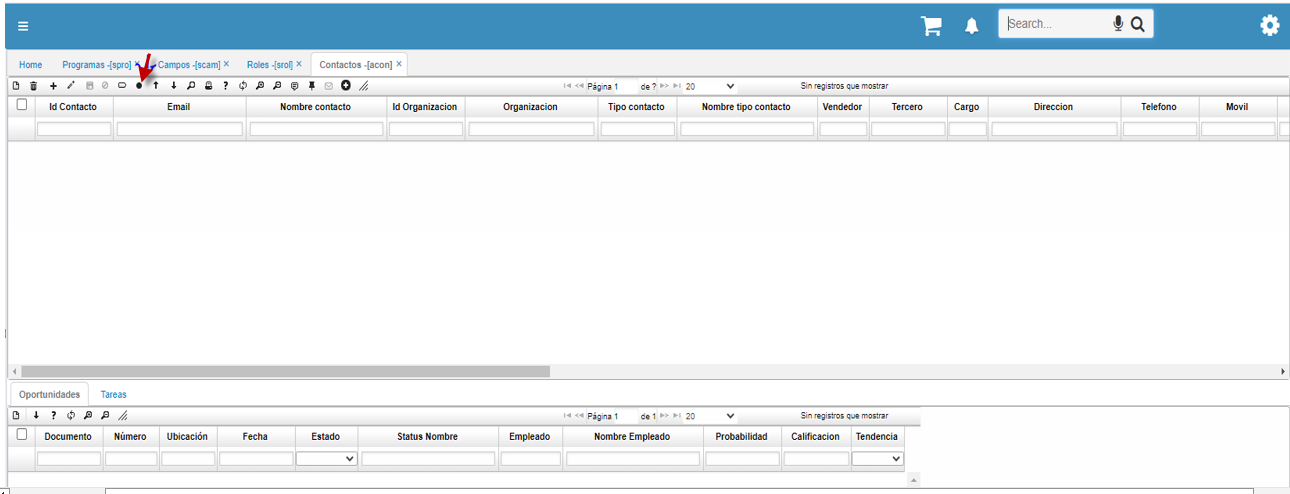 Search...
Home Programas -[spro] × Campos -[scam] × Roles -[srol] × Contactos -[acon] ×
Página 1 de ? 20 Sin registros que mostrar
Id Contacto Email Nombre contacto Id Organizacion Organizacion Tipo contacto Nombre tipo contacto Vendedor Tercero Cargo Direccion Telefono Movil
Oportunidades Tareas
Página 1 de 1 20 Sin registros que mostrar
Documento Número Ubicación Fecha Estado Status Nombre Empleado Nombre Empleado Probabilidad Calificacion Tendencia